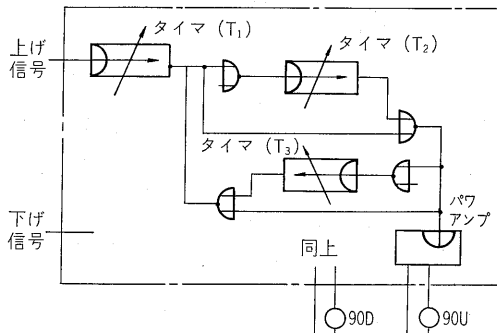 タイマ (T₁)
上げ
信号
タイマ (T₂)
タイマ (T₃)
パワ
アンプ
下げ
信号
同上
90D
90U